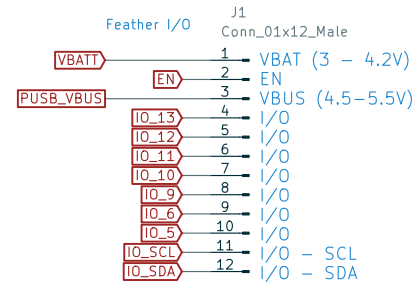 Feather I/O
J1
Conn_01x12_Male
VBATT 1 VBAT (3 - 4.2V)
EN 2 EN
PUSB_VBUS 3 VBUS (4.5-5.5V)
IO_13 4 I/O
IO_12 5 I/O
IO_11 6 I/O
IO_10 7 I/O
IO_9 8 I/O
IO_6 9 I/O
IO_5 10 I/O
IO_SCL 11 I/O - SCL
IO_SDA 12 I/O - SDA